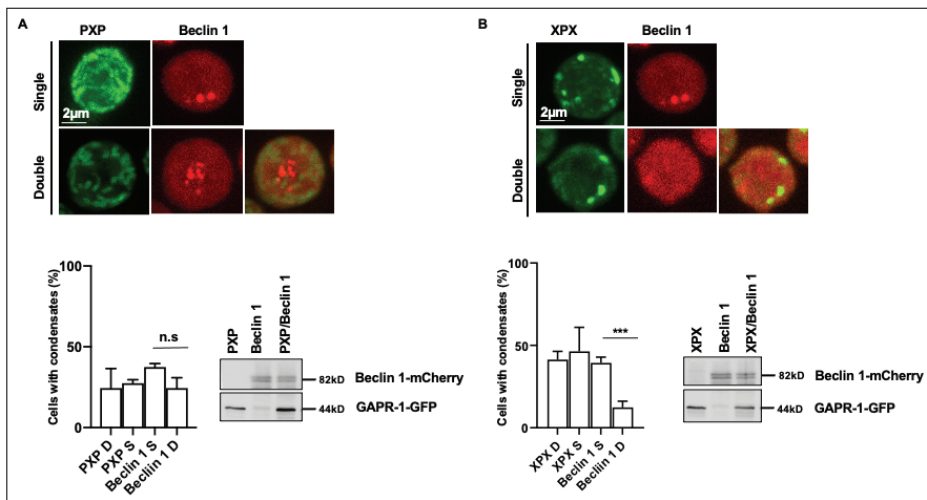 A
PXP
Beclin 1
Single
2μm
Double
Cells with condensates (%)
100
50
0
n.s
PXP D
PXP S
Beclin 1 S
Beclin 1 D
PXP
Beclin 1
PXP/Beclin 1
82kD
44kD
Beclin 1-mCherry
GAPR-1-GFP
B
XPX
Beclin 1
Single
2μm
Double
Cells with condensates (%)
100
50
0
***
XPX D
XPX S
Beclin 1 S
Beclin 1 D
XPX
Beclin 1
XPX/Beclin 1
82kD
44kD
Beclin 1-mCherry
GAPR-1-GFP